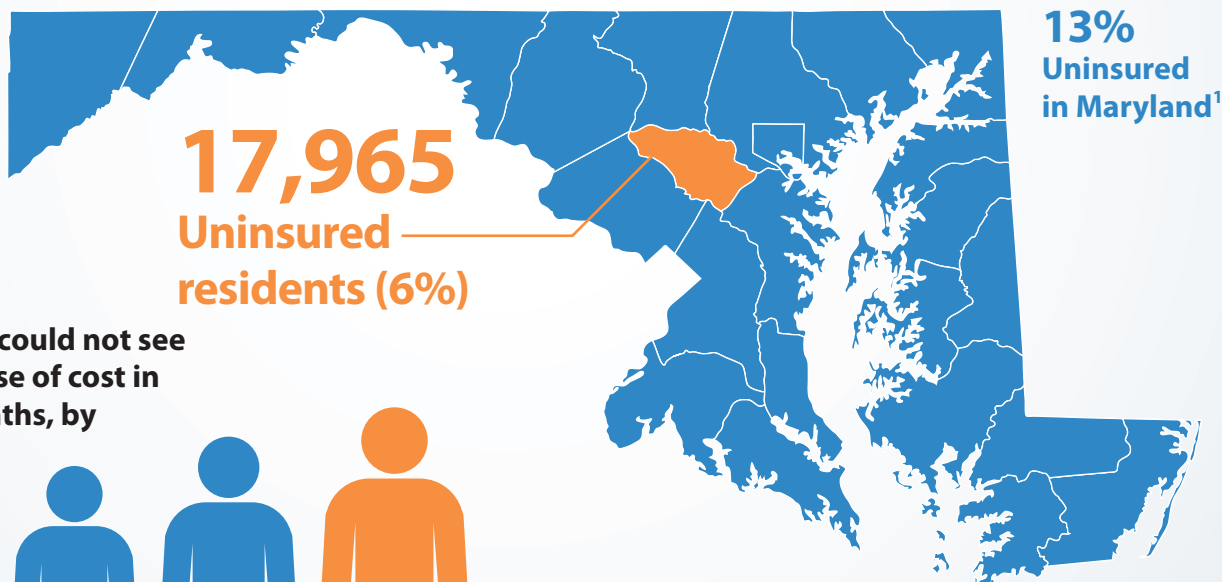 13%
Uninsured
in Maryland¹
17,965
Uninsured
residents (6%)
could not see
se of cost in
ths, by